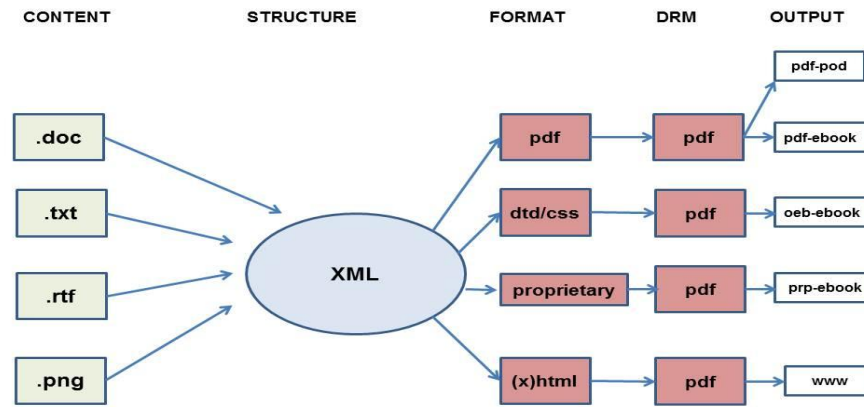 CONTENT STRUCTURE FORMAT DRM OUTPUT
pdf-pod
.doc pdf pdf pdf-ebook
.txt dtd/css pdf oeb-ebook
XML
.rtf proprietary pdf prp-ebook
.png (x)html pdf www